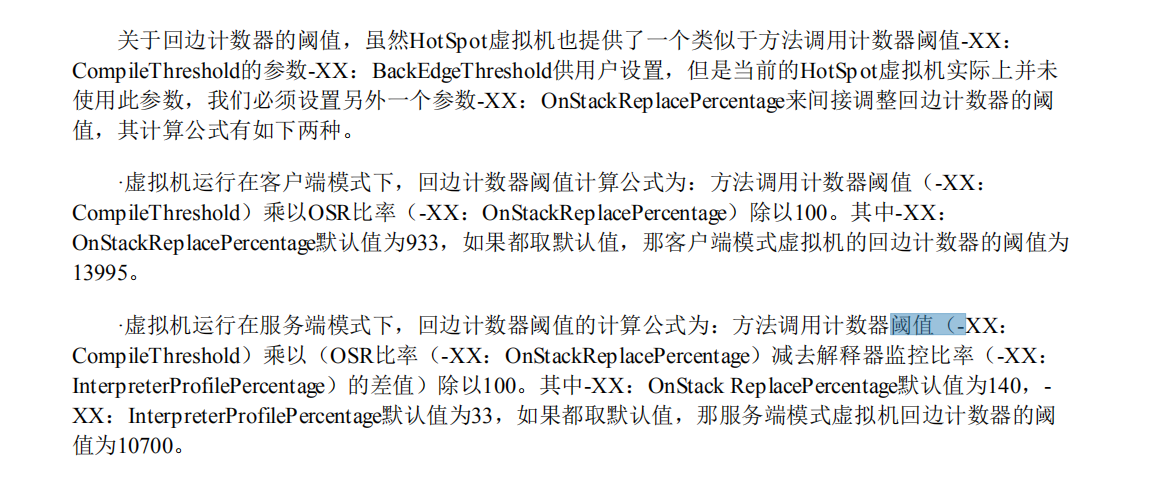 关于回边计数器的阈值，虽然HotSpot虚拟机也提供了一个类似于方法调用计数器阈值-XX：
CompileThreshold的参数-XX：BackEdgeThreshold供用户设置，但是当前的HotSpot虚拟机实际上并未
使用此参数，我们必须设置另外一个参数-XX：OnStackReplacePercentage来间接调整回边计数器的阈
值，其计算公式有如下两种。
·虚拟机运行在客户端模式下，回边计数器阈值计算公式为：方法调用计数器阈值（-XX：
CompileThreshold）乘以OSR比率（-XX：OnStackReplacePercentage）除以100。其中-XX：
OnStackReplacePercentage默认值为933，如果都取默认值，那客户端模式虚拟机的回边计数器的阈值为
13995。
·虚拟机运行在服务端模式下，回边计数器阈值的计算公式为：方法调用计数器阈值（-XX：
CompileThreshold）乘以（OSR比率（-XX：OnStackReplacePercentage）减去解释器监控比率（-XX：
InterpreterProfilePercentage）的差值）除以100。其中-XX：OnStack ReplacePercentage默认值为140，-
XX：InterpreterProfilePercentage默认值为33，如果都取默认值，那服务端模式虚拟机回边计数器的阈
值为10700。